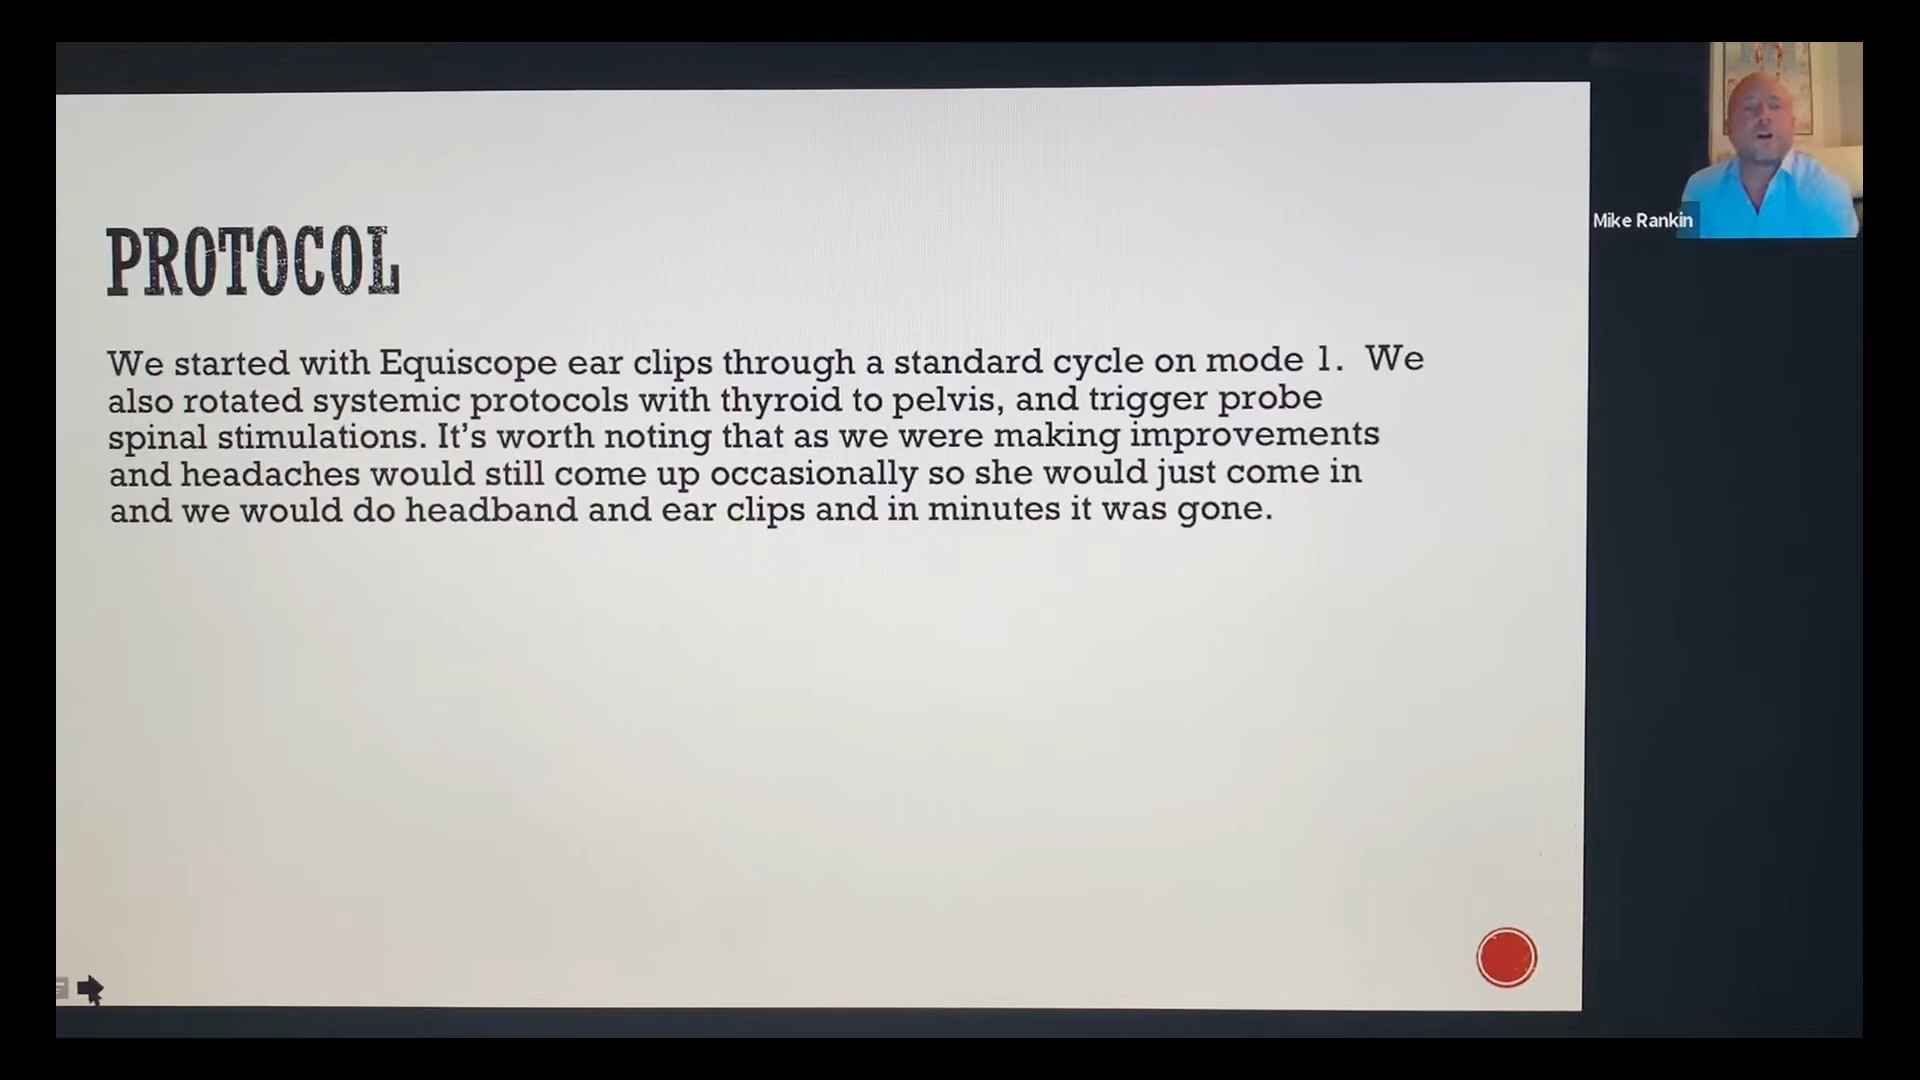 PROTOCOL
We started with Equiscope ear clips through a standard cycle on mode 1.  We
also rotated systemic protocols with thyroid to pelvis, and trigger probe
spinal stimulations. It’s worth noting that as we were making improvements
and headaches would still come up occasionally so she would just come in
and we would do headband and ear clips and in minutes it was gone.
Mike Rankin